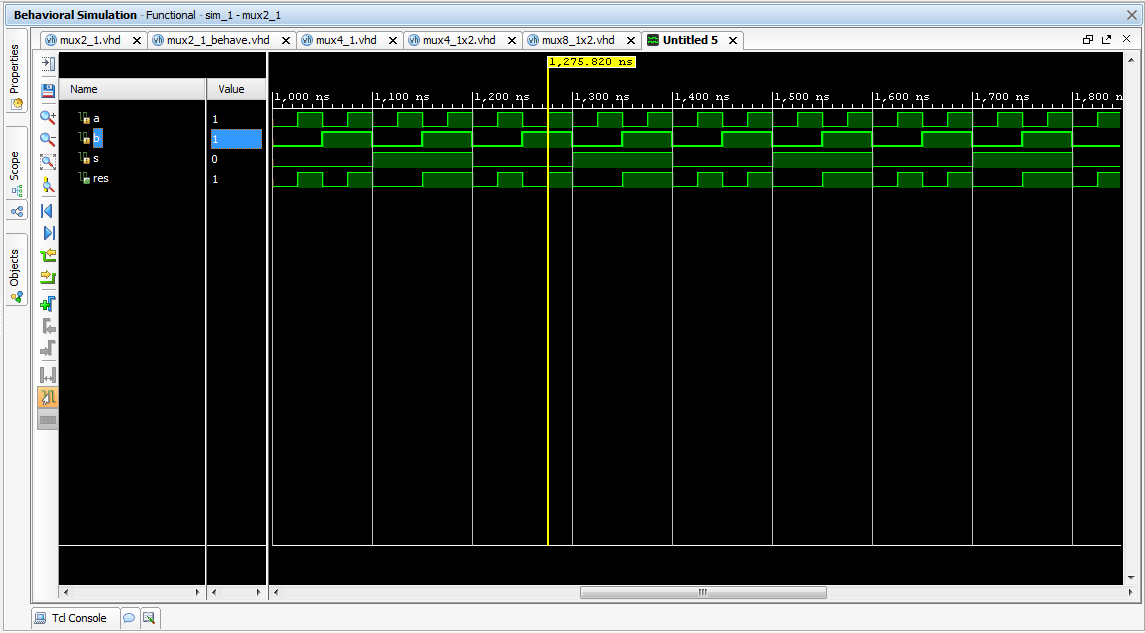 Behavioral Simulation - Functional - sim_1 - mux2_1
mux2_1.vhd mux2_1_behave.vhd mux4_1.vhd mux4_1x2.vhd mux8_1x2.vhd Untitled 5
Properties
Scope
Objects
1,275.820 ns
Name Value
1,000 ns 1,100 ns 1,200 ns 1,300 ns 1,400 ns 1,500 ns 1,600 ns 1,700 ns 1,800 n
a 1
b 1
s 0
res 1
Tcl Console